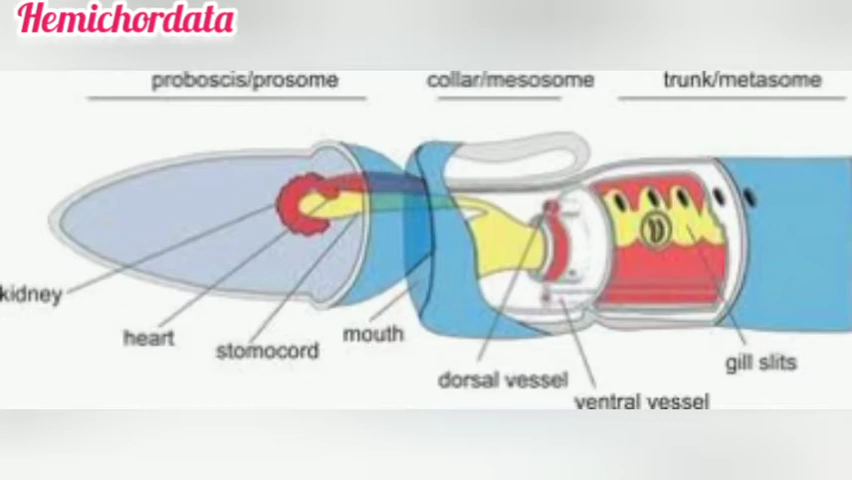 Hemichordata
proboscis/prosome collar/mesosome trunk/metasome
kidney
heart
stomocord
mouth
dorsal vessel
ventral vessel
gill slits